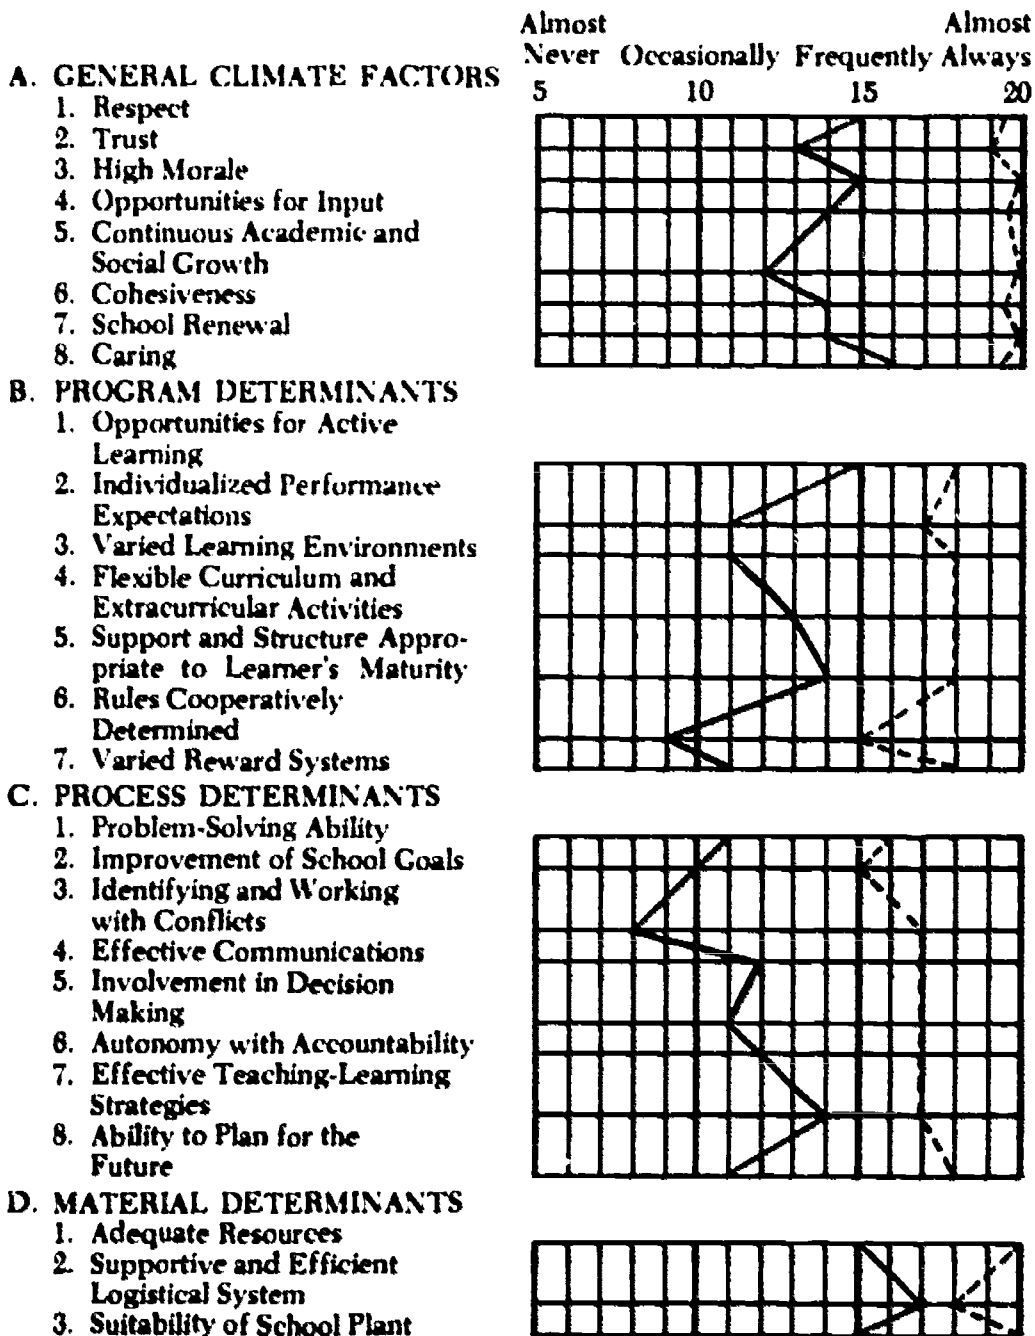 Almost Almost
Never Occasionally Frequently Always
A. GENERAL CLIMATE FACTORS 5 10 15 20
1. Respect
2. Trust
3. High Morale
4. Opportunities for Input
5. Continuous Academic and
Social Growth
6. Cohesiveness
7. School Renewal
8. Caring
B. PROGRAM DETERMINANTS
1. Opportunities for Active
Learning
2. Individualized Performance
Expectations
3. Varied Learning Environments
4. Flexible Curriculum and
Extracurricular Activities
5. Support and Structure Appro-
priate to Learner's Maturity
6. Rules Cooperatively
Determined
7. Varied Reward Systems
C. PROCESS DETERMINANTS
1. Problem-Solving Ability
2. Improvement of School Goals
3. Identifying and Working
with Conflicts
4. Effective Communications
5. Involvement in Decision
Making
6. Autonomy with Accountability
7. Effective Teaching-Learning
Strategies
8. Ability to Plan for the
Future
D. MATERIAL DETERMINANTS
1. Adequate Resources
2. Supportive and Efficient
Logistical System
3. Suitability of School Plant